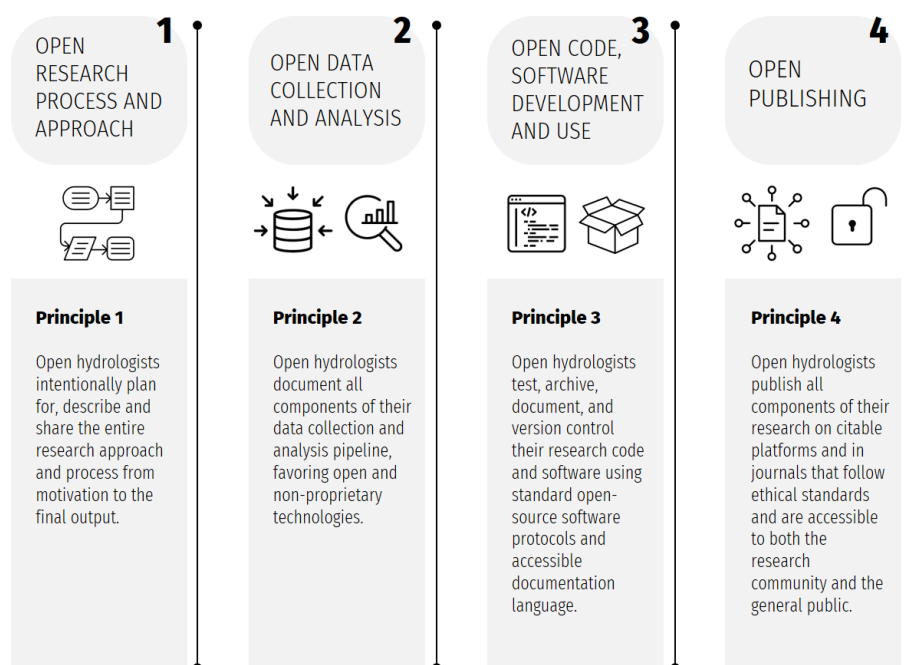 1
OPEN
RESEARCH
PROCESS AND
APPROACH
Principle 1
Open hydrologists
intentionally plan
for, describe and
share the entire
research approach
and process from
motivation to the
final output.
2
OPEN DATA
COLLECTION
AND ANALYSIS
Principle 2
Open hydrologists
document all
components of their
data collection and
analysis pipeline,
favoring open and
non-proprietary
technologies.
3
OPEN CODE,
SOFTWARE
DEVELOPMENT
AND USE
</>
Principle 3
Open hydrologists
test, archive,
document, and
version control
their research code
and software using
standard open-
source software
protocols and
accessible
documentation
language.
4
OPEN
PUBLISHING
Principle 4
Open hydrologists
publish all
components of their
research on citable
platforms and in
journals that follow
ethical standards
and are accessible
to both the
research
community and the
general public.